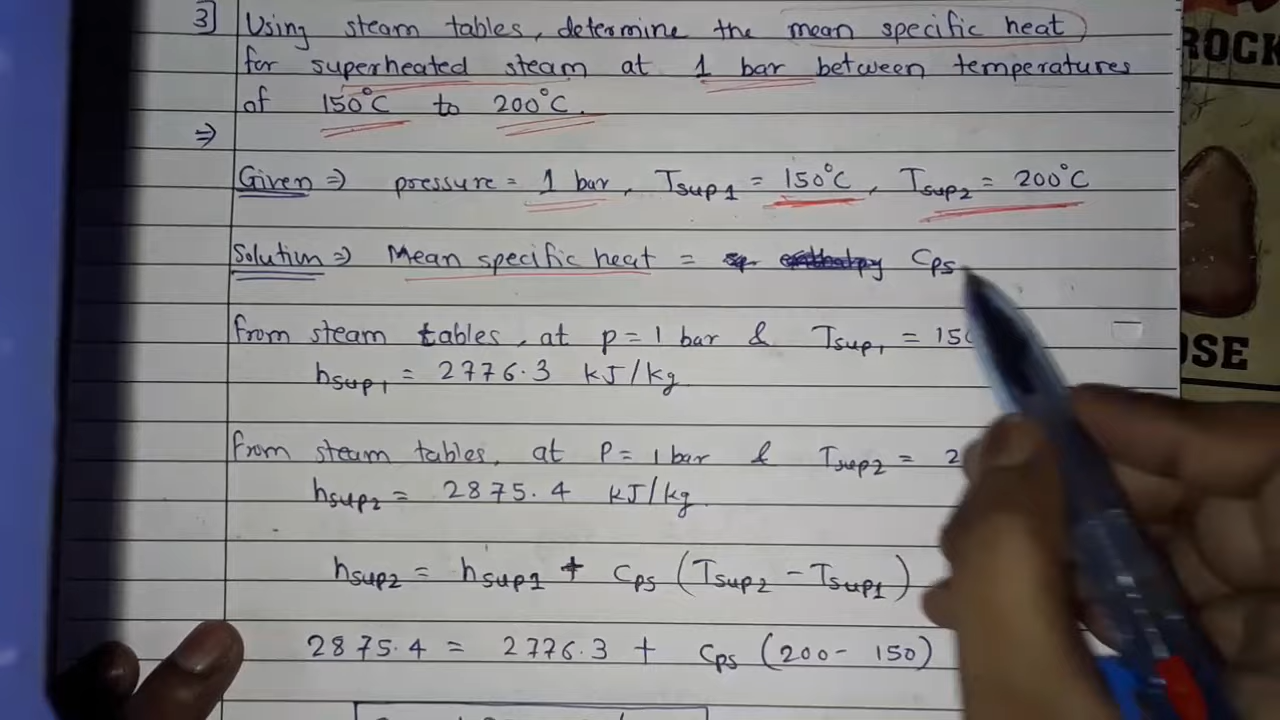 3] Using steam tables, determine the mean specific heat
for superheated steam at 1 bar between temperatures
of 150°C to 200°C.
⇒
Given ⇒ pressure = 1 bar, Tsup1 = 150°C, Tsup2 = 200°C
Solution ⇒ Mean specific heat = Cps
From steam tables, at p = 1 bar & Tsup1 = 150
hsup1 = 2776.3 KJ/kg
From steam tables, at P = 1 bar & Tsup2 = 2
hsup2 = 2875.4 KJ/kg.
hsup2 = hsup1 + Cps (Tsup2 - Tsup1)
2875.4 = 2776.3 + Cps (200 - 150)
ROCK
OSE